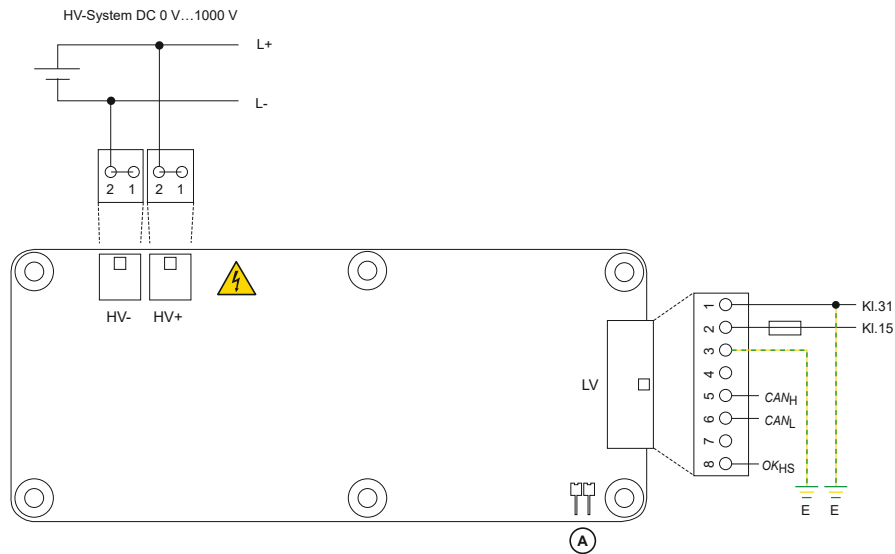 HV-System DC 0 V…1000 V
L+
L-
2 1 2 1
HV- HV+
LV
1
2
3
4
5
6
7
8
Kl.31
Kl.15
CANH
CANL
OKHS
E E
A